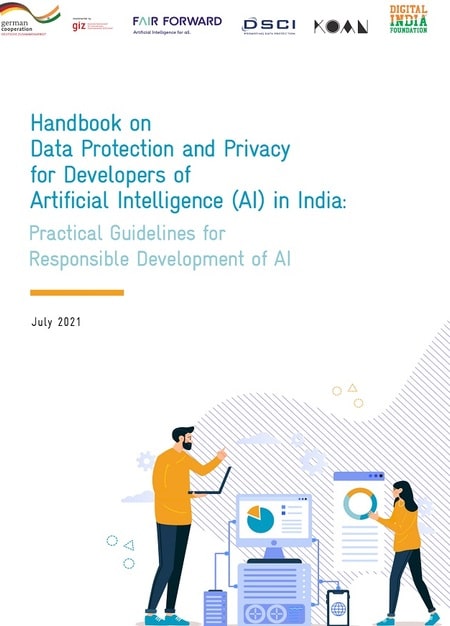 german
cooperation
giz
FAIR FORWARD
Artificial Intelligence for all.
DSCI
KOAN
DIGITAL
INDIA
FOUNDATION
Handbook on
Data Protection and Privacy
for Developers of
Artificial Intelligence (AI) in India:
Practical Guidelines for
Responsible Development of AI
July 2021